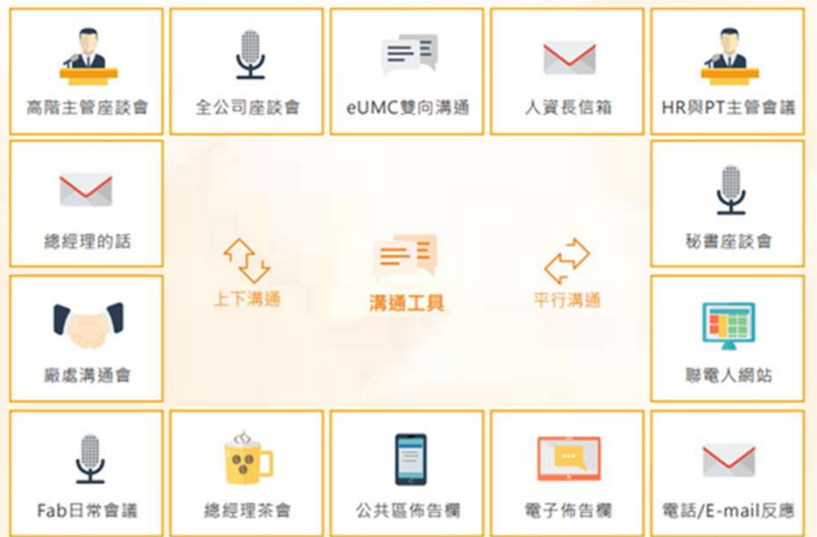 高階主管座談會
全公司座談會
eUMC雙向溝通
人資長信箱
HR與PT主管會議
總經理的話
秘書座談會
上下溝通
溝通工具
平行溝通
廠處溝通會
聯電人網站
Fab日常會議
總經理茶會
公共區佈告欄
電子佈告欄
電話/E-mail反應